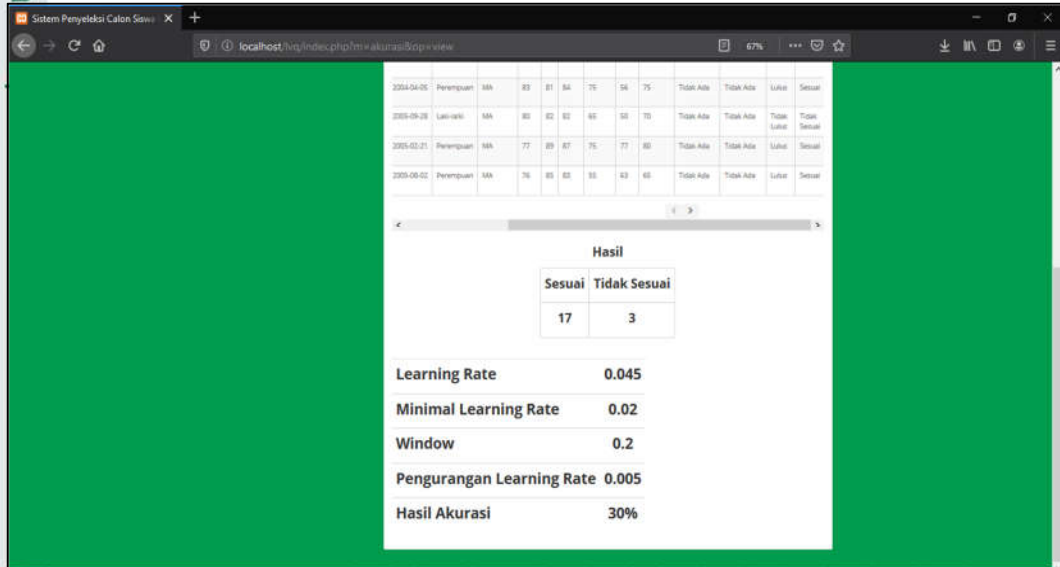 Sistem Penyeleksi Calon Siswa
localhost/lvq/index.php?m=akurasi&op=view
67%
2004-04-05 Perempuan MA 83 81 84 75 56 75 Tidak Ada Tidak Ada Lulus Sesuai
2005-09-28 Laki-laki MA 80 82 82 65 50 70 Tidak Ada Tidak Ada Tidak Lulus Tidak Sesuai
2005-02-21 Perempuan MA 77 89 87 75 77 80 Tidak Ada Tidak Ada Lulus Sesuai
2005-08-02 Perempuan MA 76 85 83 55 63 65 Tidak Ada Tidak Ada Lulus Sesuai
Hasil
Sesuai Tidak Sesuai
17 3
Learning Rate 0.045
Minimal Learning Rate 0.02
Window 0.2
Pengurangan Learning Rate 0.005
Hasil Akurasi 30%